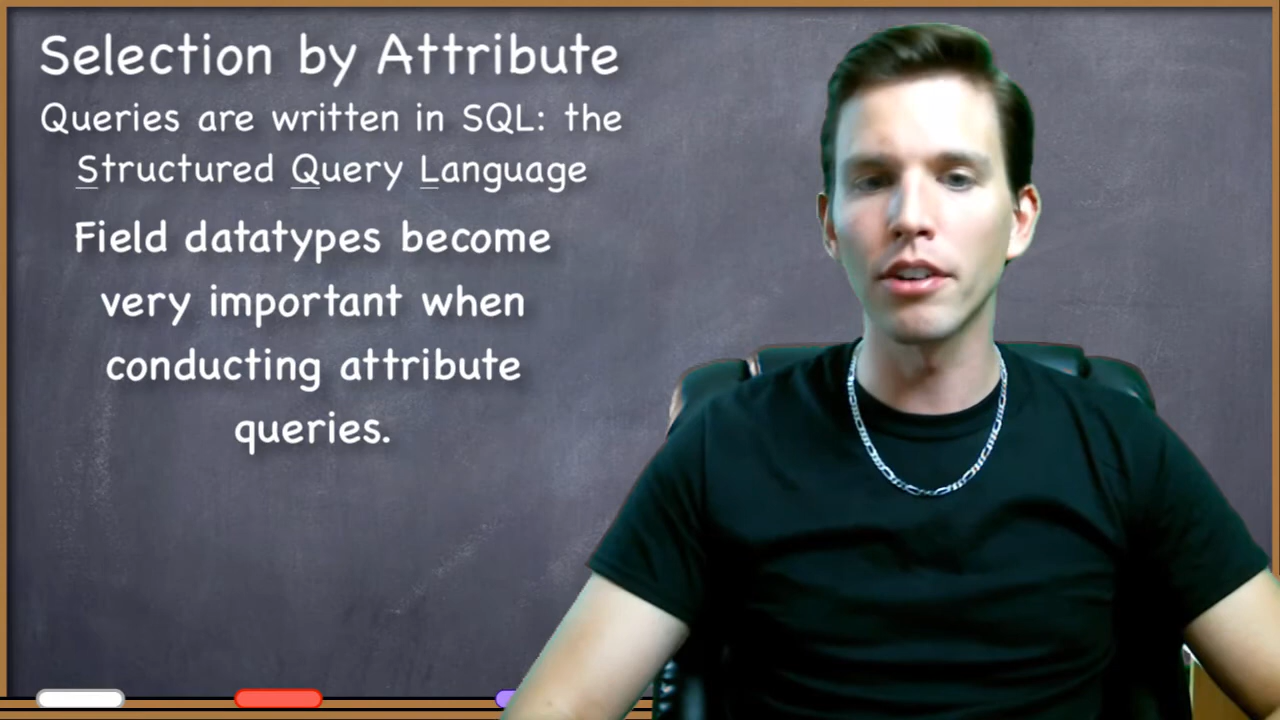 Selection by Attribute
Queries are written in SQL: the
Structured Query Language
Field datatypes become
very important when
conducting attribute
queries.